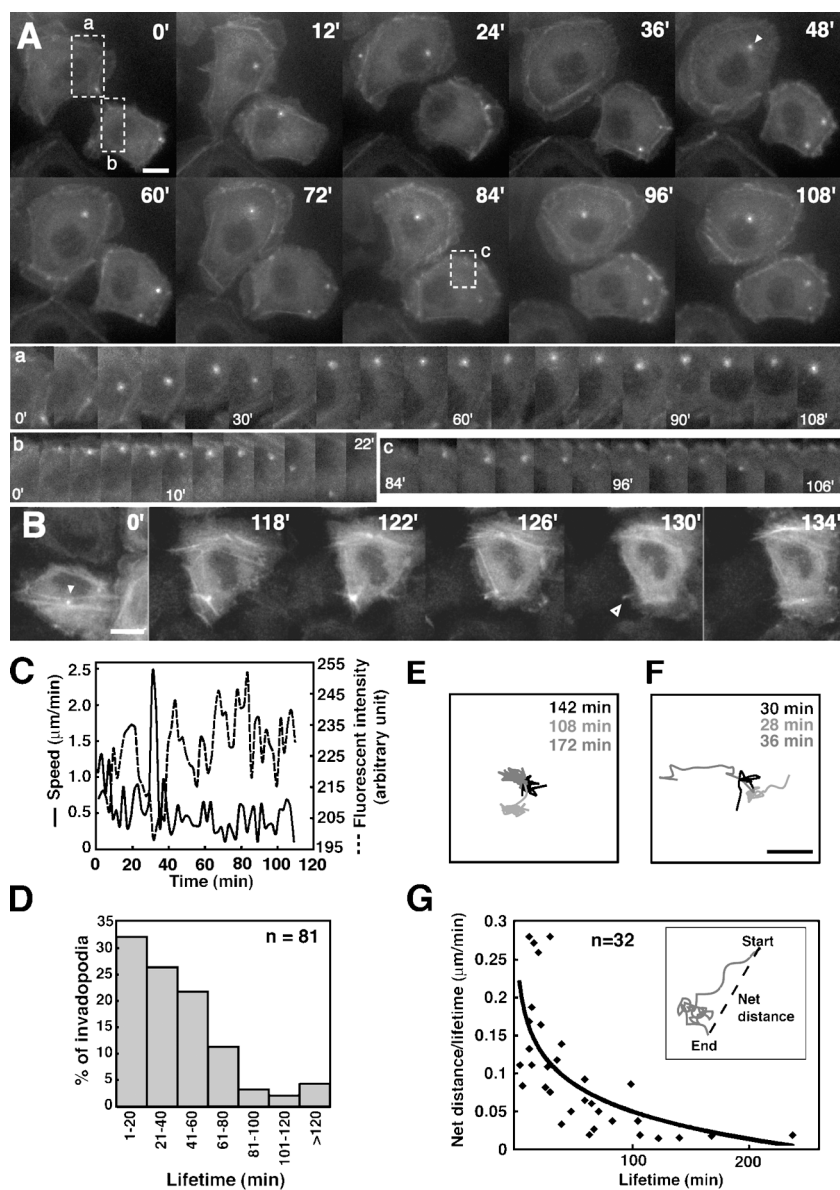 A
0' 12' 24' 36' 48'
a
b
60' 72' 84' 96' 108'
c
a
0' 30' 60' 90' 108'
b
0' 10' 22'
c
84' 96' 106'
B
0' 118' 122' 126' 130' 134'
C
Speed (μm/min)
2.5
2.0
1.5
1.0
0.5
0
255
245
235
225
215
205
195
Fluorescent intensity
(arbitrary unit)
0 20 40 60 80 100 120
Time (min)
E
142 min
108 min
172 min
F
30 min
28 min
36 min
D
% of invadopodia
35
30
25
20
15
10
5
0
n = 81
1-20
21-40
41-60
61-80
81-100
101-120
>120
Lifetime (min)
G
Net distance/lifetime (μm/min)
0.3
0.25
0.2
0.15
0.1
0.05
0
n=32
Start
Net
distance
End
100 200
Lifetime (min)